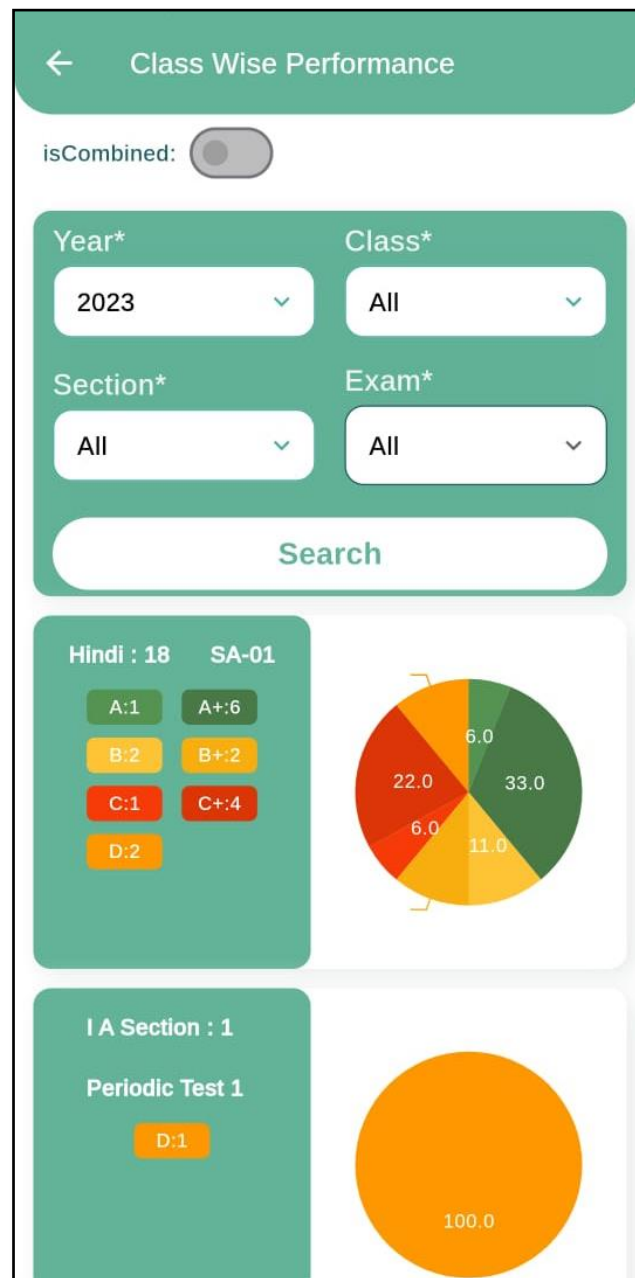 Class Wise Performance
isCombined:
Year* Class*
2023 All
Section* Exam*
All All
Search
Hindi : 18 SA-01
A:1 A+:6
B:2 B+:2
C:1 C+:4
D:2
6.0
33.0
22.0
6.0
11.0
I A Section : 1
Periodic Test 1
D:1
100.0